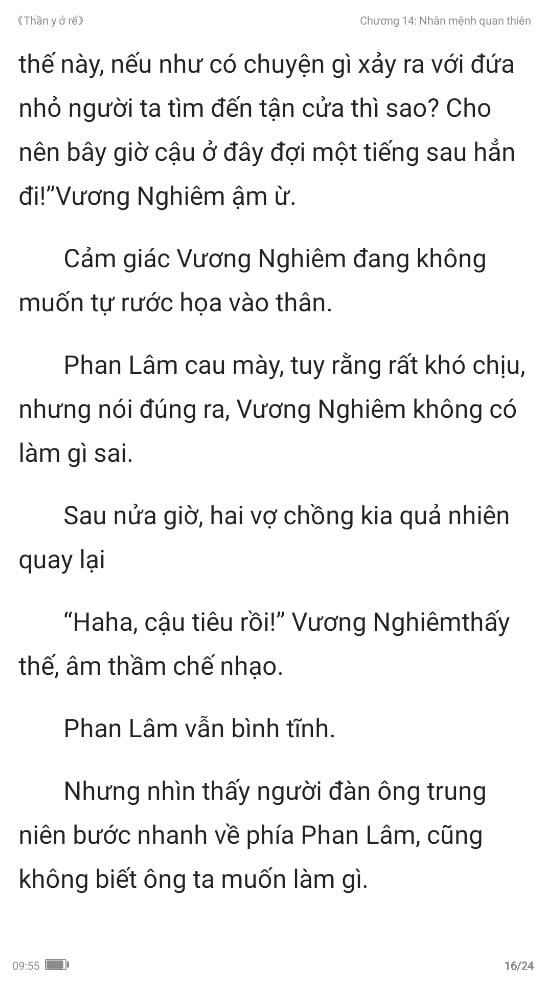 《Thần y ở rể》 Chương 14: Nhân mệnh quan thiên
thế này, nếu như có chuyện gì xảy ra với đứa
nhỏ người ta tìm đến tận cửa thì sao? Cho
nên bây giờ cậu ở đây đợi một tiếng sau hẳn
đi!”Vương Nghiêm ậm ừ.
Cảm giác Vương Nghiêm đang không
muốn tự rước họa vào thân.
Phan Lâm cau mày, tuy rằng rất khó chịu,
nhưng nói đúng ra, Vương Nghiêm không có
làm gì sai.
Sau nửa giờ, hai vợ chồng kia quả nhiên
quay lại
“Haha, cậu tiêu rồi!” Vương Nghiêmthấy
thế, âm thầm chế nhạo.
Phan Lâm vẫn bình tĩnh.
Nhưng nhìn thấy người đàn ông trung
niên bước nhanh về phía Phan Lâm, cũng
không biết ông ta muốn làm gì.
09:55 16/24